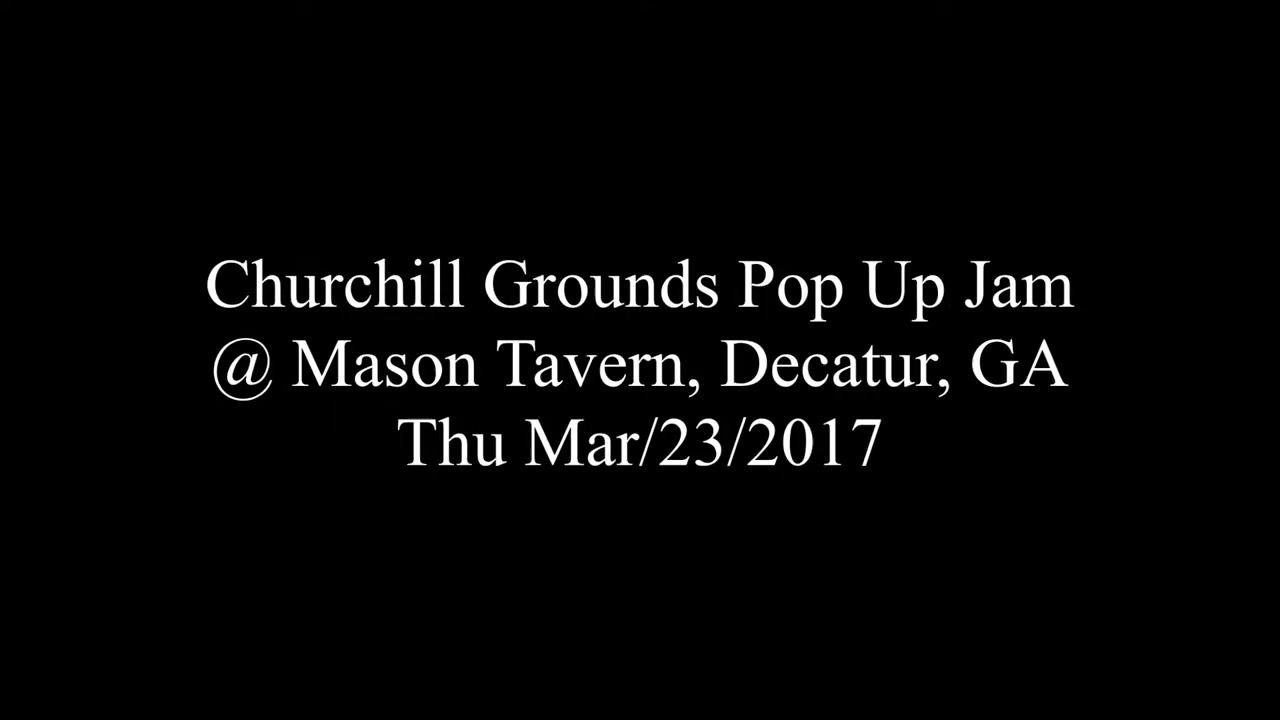 Churchill Grounds Pop Up Jam
@ Mason Tavern, Decatur, GA
Thu Mar/23/2017